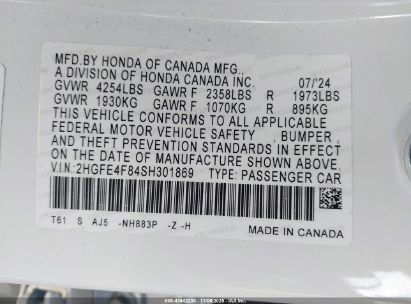 MFD.BY HONDA OF CANADA MFG.,
A DIVISION OF HONDA CANADA INC. 07/'24
GVWR 4254LBS GAWR F 2358LBS R 1973LBS
GVWR 1930KG GAWR F 1070KG R 895KG
THIS VEHICLE CONFORMS TO ALL APPLICABLE
FEDERAL MOTOR VEHICLE SAFETY, BUMPER
AND THEFT PREVENTION STANDARDS IN EFFECT
ON THE DATE OF MANUFACTURE SHOWN ABOVE.
V.I.N.: 2HGFE4F84SH301869 TYPE: PASSENGER CAR
T61 S AJ5 -NH883P -Z -H
MADE IN CANADA